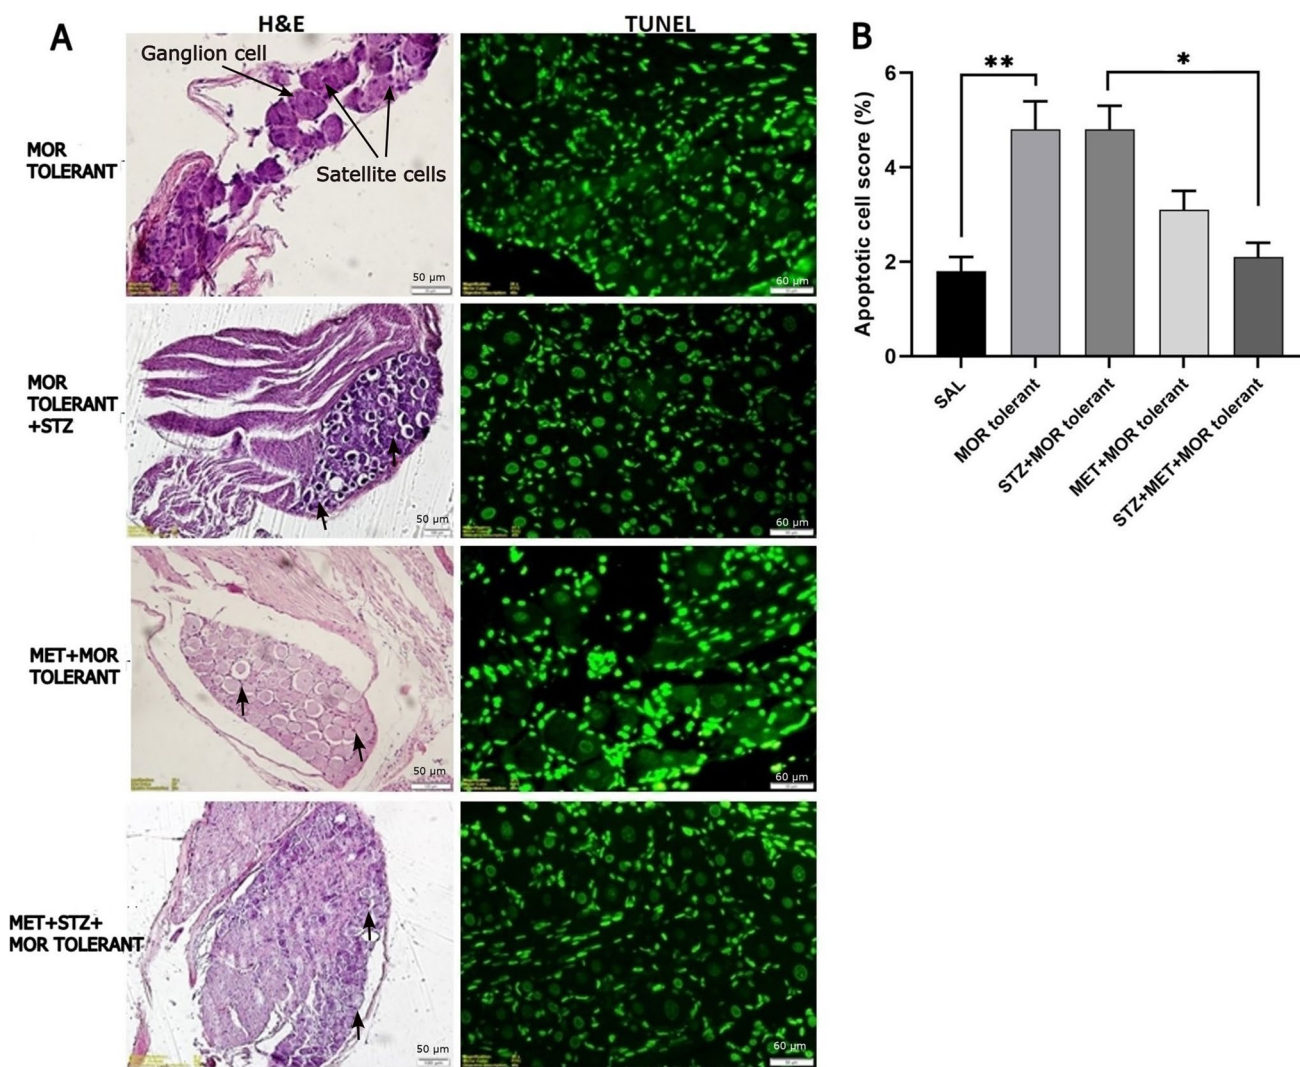 A
H&E
TUNEL
MOR
TOLERANT
Ganglion cell
Satellite cells
50 µm
60 µm
MOR
TOLERANT
+STZ
50 µm
60 µm
MET+MOR
TOLERANT
50 µm
60 µm
MET+STZ+
MOR TOLERANT
50 µm
60 µm
B
**
*
Apoptotic cell score (%)
6
4
2
0
SAL
MOR tolerant
STZ+MOR tolerant
MET+MOR tolerant
STZ+MET+MOR tolerant